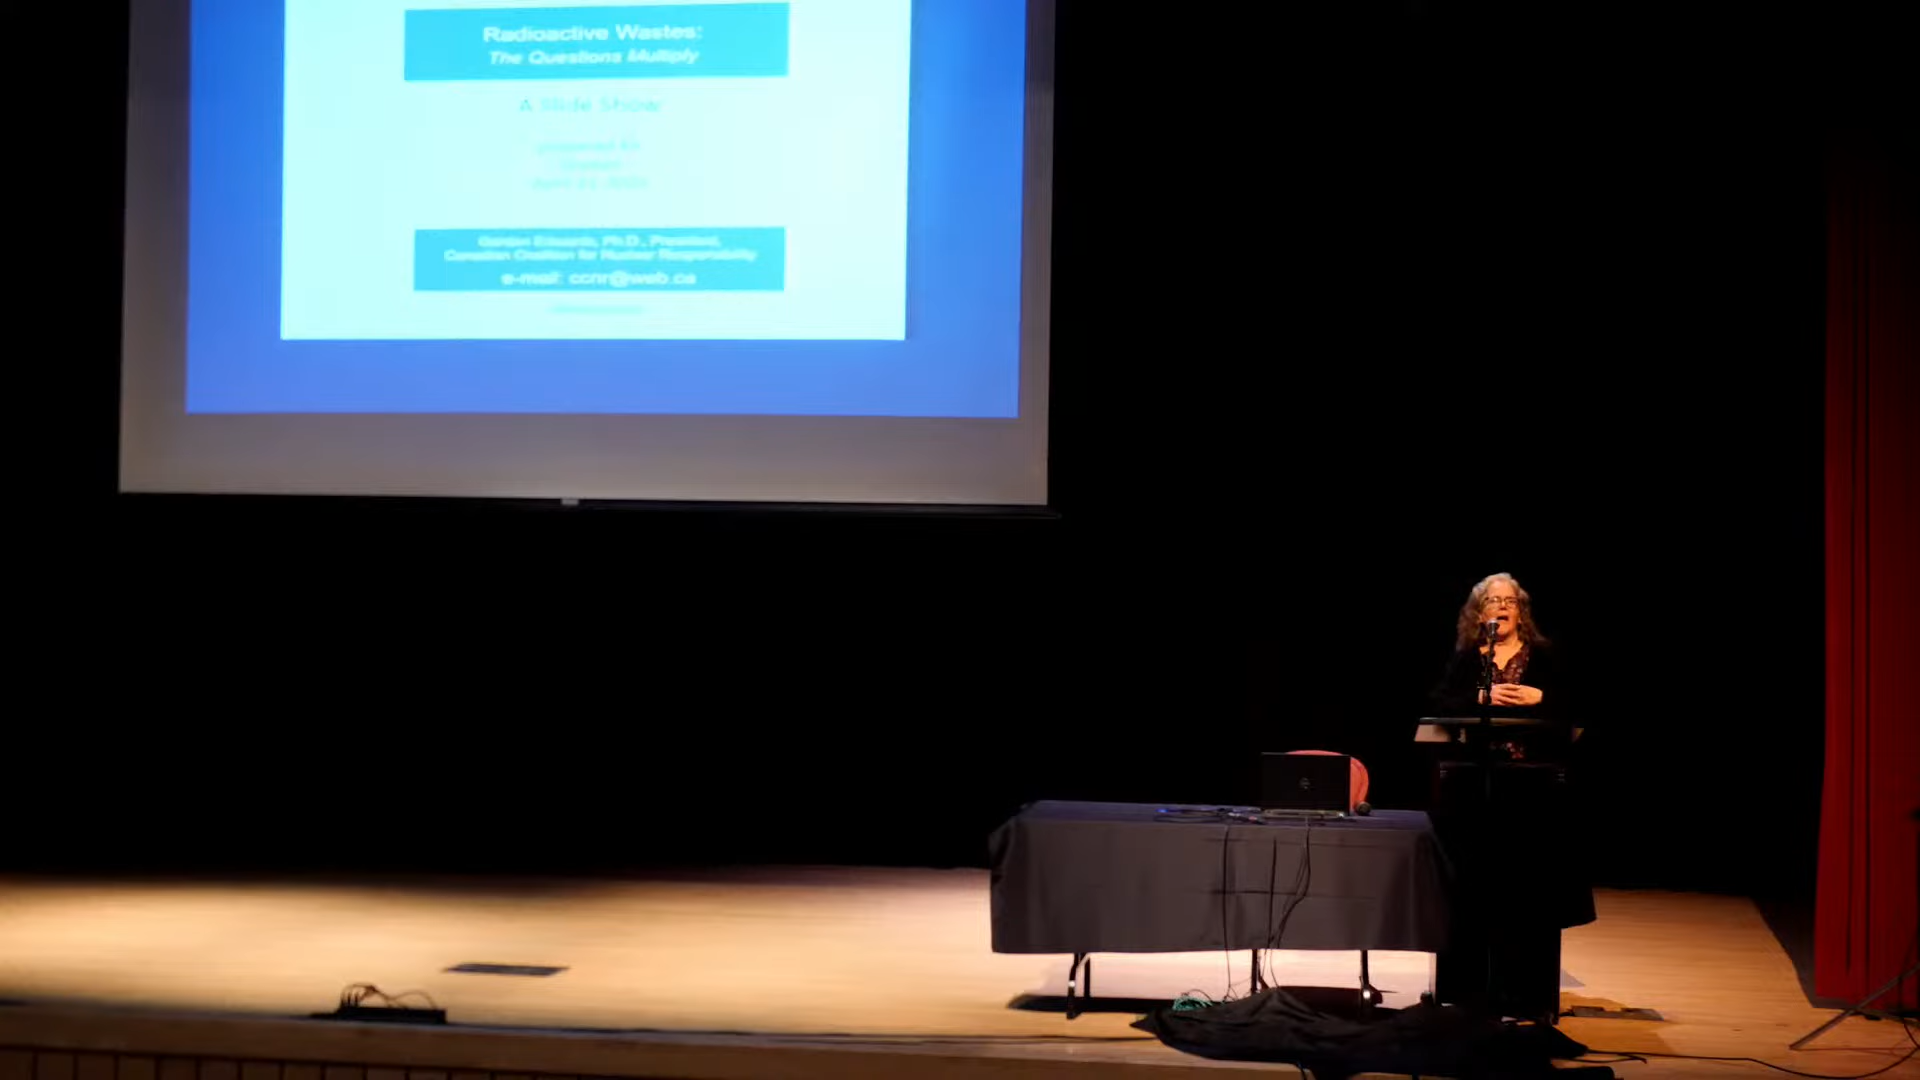 Radioactive Wastes:
The Questions Multiply
A Slide Show
Gordon Edwards, Ph.D., President,
Canadian Coalition for Nuclear Responsibility
e-mail: ccnr@web.ca